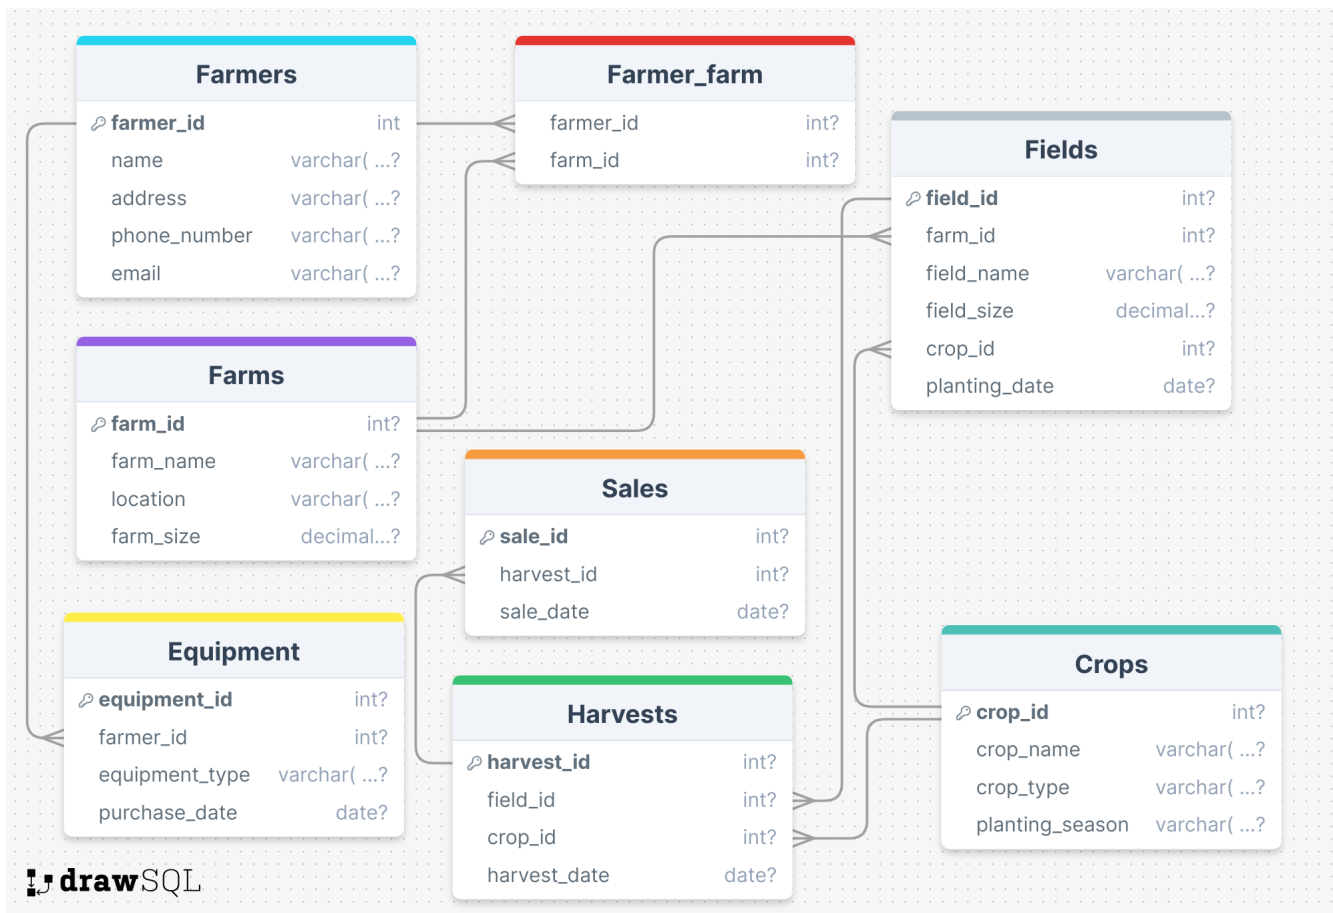 Farmers
farmer_id int
name varchar( ...?
address varchar( ...?
phone_number varchar( ...?
email varchar( ...?
Farmer_farm
farmer_id int?
farm_id int?
Fields
field_id int?
farm_id int?
field_name varchar( ...?
field_size decimal...?
crop_id int?
planting_date date?
Farms
farm_id int?
farm_name varchar( ...?
location varchar( ...?
farm_size decimal...?
Sales
sale_id int?
harvest_id int?
sale_date date?
Equipment
equipment_id int?
farmer_id int?
equipment_type varchar( ...?
purchase_date date?
Harvests
harvest_id int?
field_id int?
crop_id int?
harvest_date date?
Crops
crop_id int?
crop_name varchar( ...?
crop_type varchar( ...?
planting_season varchar( ...?
drawSQL